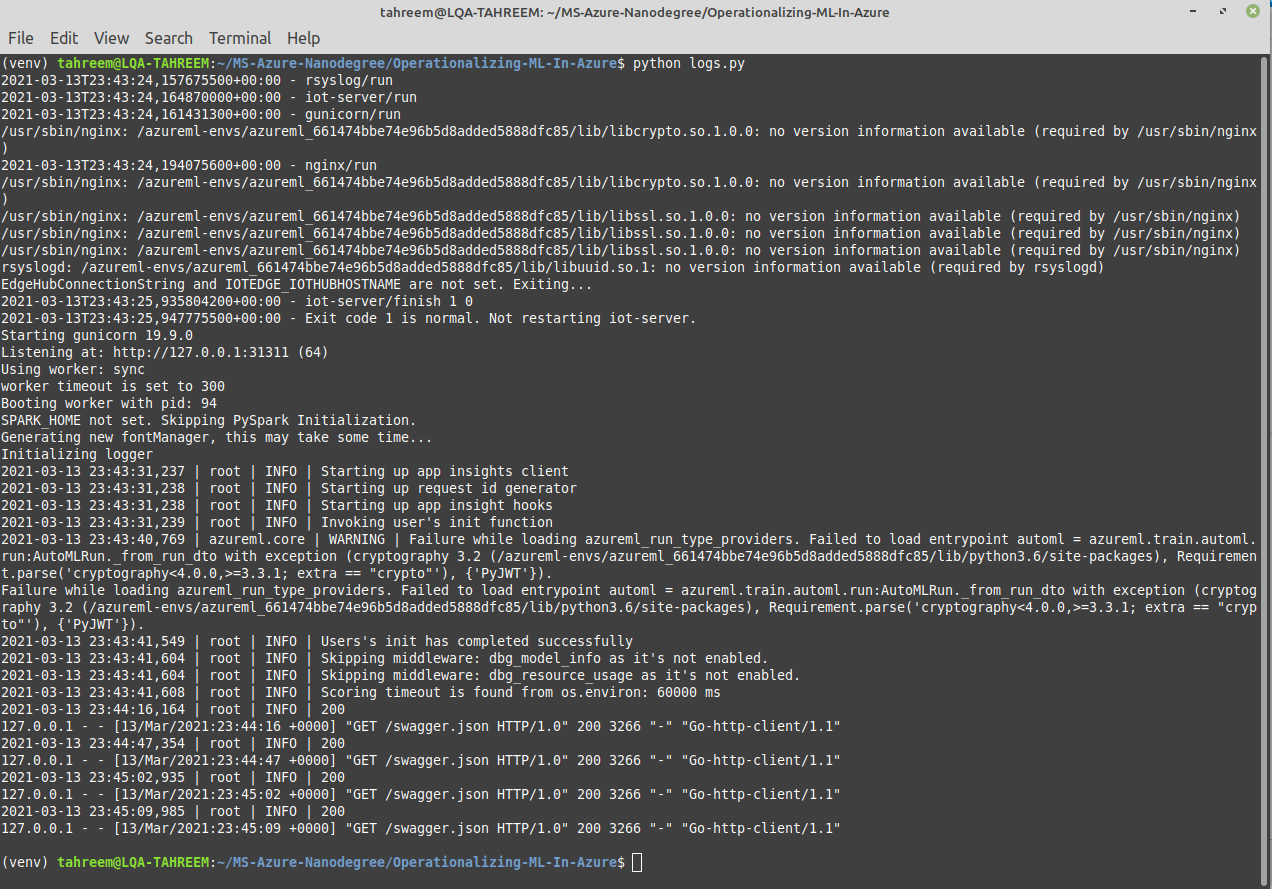 tahreem@LQA-TAHREEM: ~/MS-Azure-Nanodegree/Operationalizing-ML-In-Azure
File Edit View Search Terminal Help
(venv) tahreem@LQA-TAHREEM:~/MS-Azure-Nanodegree/Operationalizing-ML-In-Azure$ python logs.py
2021-03-13T23:43:24,157675500+00:00 - rsyslog/run
2021-03-13T23:43:24,164870000+00:00 - iot-server/run
2021-03-13T23:43:24,161431300+00:00 - gunicorn/run
/usr/sbin/nginx: /azureml-envs/azureml_661474bbe74e96b5d8added5888dfc85/lib/libcrypto.so.1.0.0: no version information available (required by /usr/sbin/nginx
)
2021-03-13T23:43:24,194075600+00:00 - nginx/run
/usr/sbin/nginx: /azureml-envs/azureml_661474bbe74e96b5d8added5888dfc85/lib/libcrypto.so.1.0.0: no version information available (required by /usr/sbin/nginx
)
/usr/sbin/nginx: /azureml-envs/azureml_661474bbe74e96b5d8added5888dfc85/lib/libssl.so.1.0.0: no version information available (required by /usr/sbin/nginx)
/usr/sbin/nginx: /azureml-envs/azureml_661474bbe74e96b5d8added5888dfc85/lib/libssl.so.1.0.0: no version information available (required by /usr/sbin/nginx)
/usr/sbin/nginx: /azureml-envs/azureml_661474bbe74e96b5d8added5888dfc85/lib/libssl.so.1.0.0: no version information available (required by /usr/sbin/nginx)
rsyslogd: /azureml-envs/azureml_661474bbe74e96b5d8added5888dfc85/lib/libuuid.so.1: no version information available (required by rsyslogd)
EdgeHubConnectionString and IOTEDGE_IOTHUBHOSTNAME are not set. Exiting...
2021-03-13T23:43:25,935804200+00:00 - iot-server/finish 1 0
2021-03-13T23:43:25,947775500+00:00 - Exit code 1 is normal. Not restarting iot-server.
Starting gunicorn 19.9.0
Listening at: http://127.0.0.1:31311 (64)
Using worker: sync
worker timeout is set to 300
Booting worker with pid: 94
SPARK_HOME not set. Skipping PySpark Initialization.
Generating new fontManager, this may take some time...
Initializing logger
2021-03-13 23:43:31,237 | root | INFO | Starting up app insights client
2021-03-13 23:43:31,238 | root | INFO | Starting up request id generator
2021-03-13 23:43:31,238 | root | INFO | Starting up app insight hooks
2021-03-13 23:43:31,239 | root | INFO | Invoking user's init function
2021-03-13 23:43:40,769 | azureml.core | WARNING | Failure while loading azureml_run_type_providers. Failed to load entrypoint automl = azureml.train.automl.
run:AutoMLRun._from_run_dto with exception (cryptography 3.2 (/azureml-envs/azureml_661474bbe74e96b5d8added5888dfc85/lib/python3.6/site-packages), Requiremen
t.parse('cryptography<4.0.0,>=3.3.1; extra == "crypto"'), {'PyJWT'}).
Failure while loading azureml_run_type_providers. Failed to load entrypoint automl = azureml.train.automl.run:AutoMLRun._from_run_dto with exception (cryptog
raphy 3.2 (/azureml-envs/azureml_661474bbe74e96b5d8added5888dfc85/lib/python3.6/site-packages), Requirement.parse('cryptography<4.0.0,>=3.3.1; extra == "cryp
to"'), {'PyJWT'}).
2021-03-13 23:43:41,549 | root | INFO | Users's init has completed successfully
2021-03-13 23:43:41,604 | root | INFO | Skipping middleware: dbg_model_info as it's not enabled.
2021-03-13 23:43:41,604 | root | INFO | Skipping middleware: dbg_resource_usage as it's not enabled.
2021-03-13 23:43:41,608 | root | INFO | Scoring timeout is found from os.environ: 60000 ms
2021-03-13 23:44:16,164 | root | INFO | 200
127.0.0.1 - - [13/Mar/2021:23:44:16 +0000] "GET /swagger.json HTTP/1.0" 200 3266 "-" "Go-http-client/1.1"
2021-03-13 23:44:47,354 | root | INFO | 200
127.0.0.1 - - [13/Mar/2021:23:44:47 +0000] "GET /swagger.json HTTP/1.0" 200 3266 "-" "Go-http-client/1.1"
2021-03-13 23:45:02,935 | root | INFO | 200
127.0.0.1 - - [13/Mar/2021:23:45:02 +0000] "GET /swagger.json HTTP/1.0" 200 3266 "-" "Go-http-client/1.1"
2021-03-13 23:45:09,985 | root | INFO | 200
127.0.0.1 - - [13/Mar/2021:23:45:09 +0000] "GET /swagger.json HTTP/1.0" 200 3266 "-" "Go-http-client/1.1"
(venv) tahreem@LQA-TAHREEM:~/MS-Azure-Nanodegree/Operationalizing-ML-In-Azure$